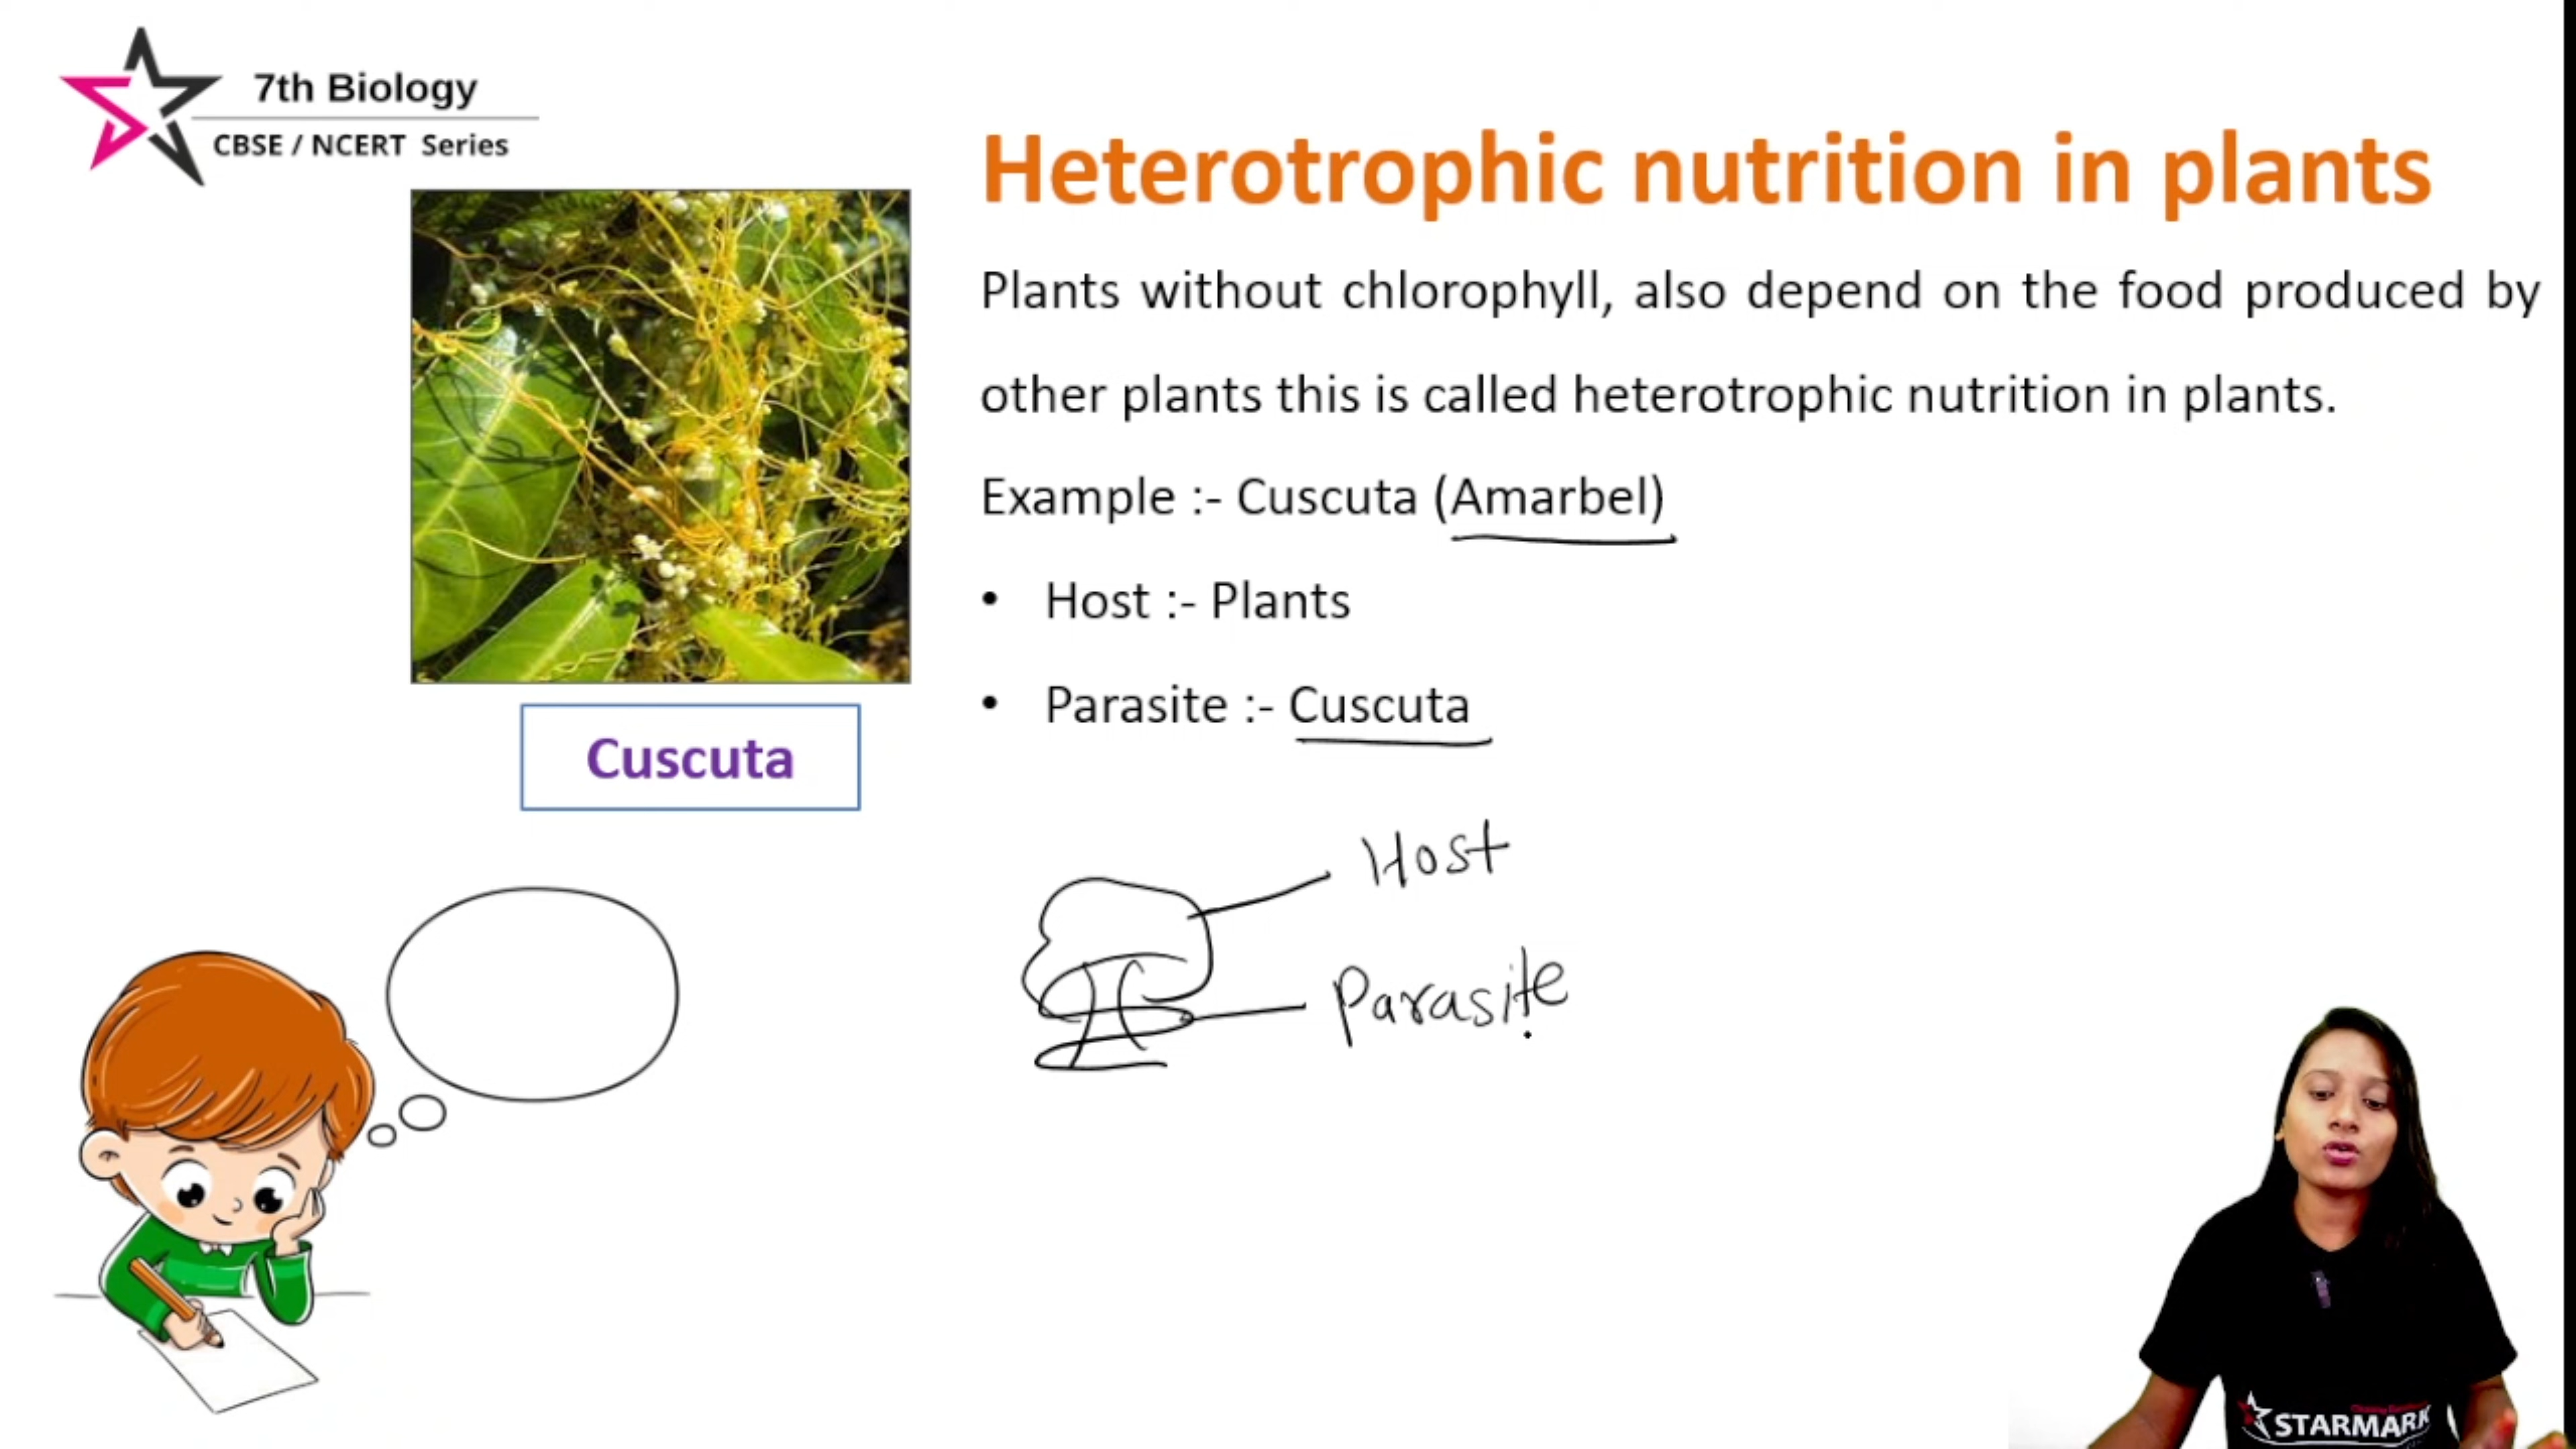 7th Biology
CBSE / NCERT Series
Heterotrophic nutrition in plants
Plants without chlorophyll, also depend on the food produced by
other plants this is called heterotrophic nutrition in plants.
Example :- Cuscuta (Amarbel)
• Host :- Plants
• Parasite :- Cuscuta
Cuscuta
Host
Parasite
STARMARK